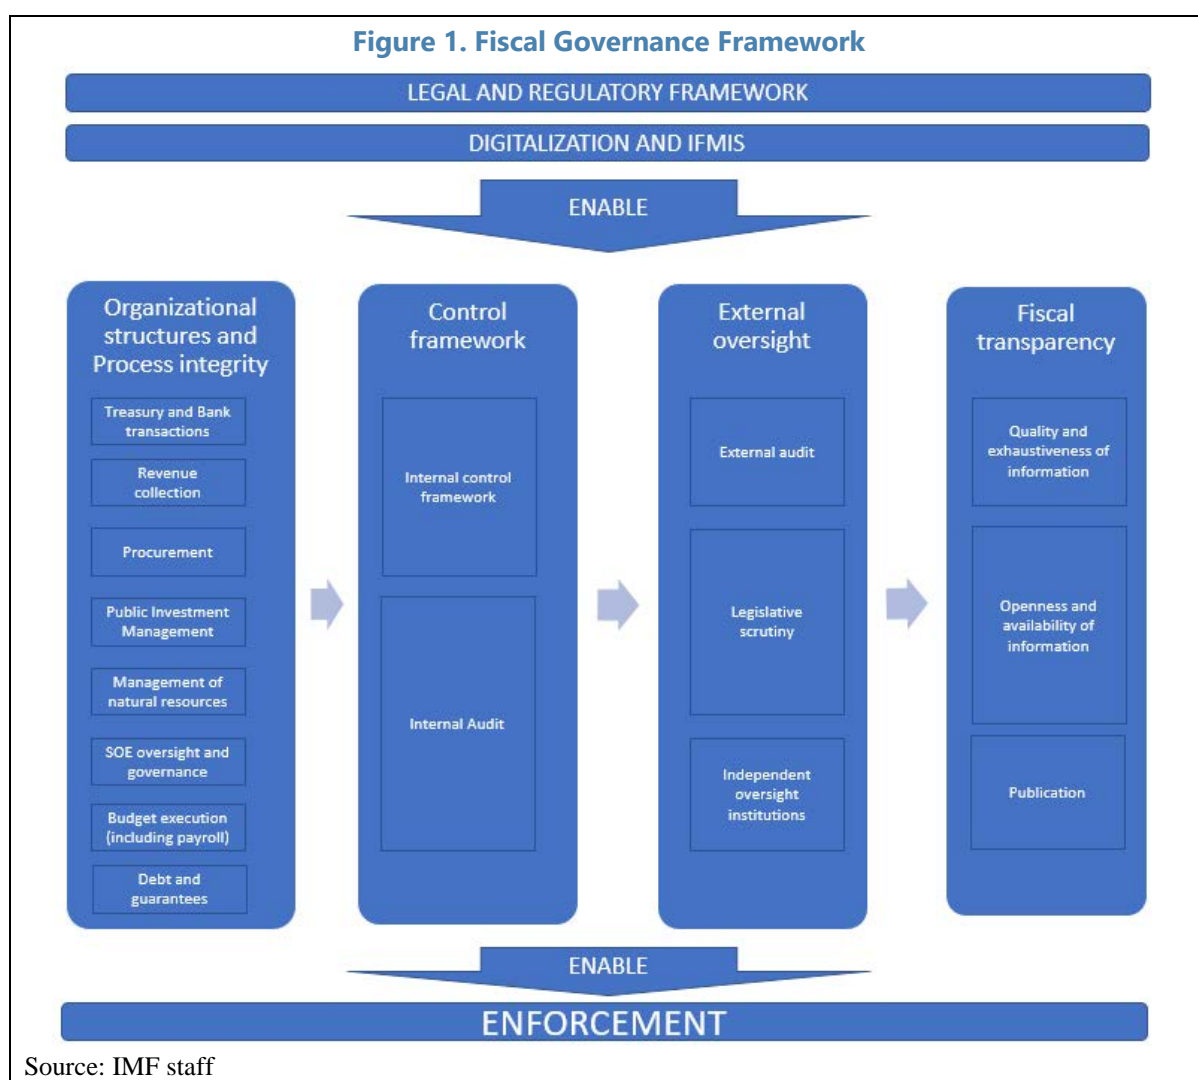 Figure 1. Fiscal Governance Framework
LEGAL AND REGULATORY FRAMEWORK
DIGITALIZATION AND IFMIS
ENABLE
Organizational
structures and
Process integrity
Treasury and Bank
transactions
Revenue
collection
Procurement
Public Investment
Management
Management of
natural resources
SOE oversight and
governance
Budget execution
(including payroll)
Debt and
guarantees
Control
framework
Internal control
framework
Internal Audit
External
oversight
External audit
Legislative
scrutiny
Independent
oversight
institutions
Fiscal
transparency
Quality and
exhaustiveness of
information
Openness and
availability of
information
Publication
ENABLE
ENFORCEMENT
Source: IMF staff